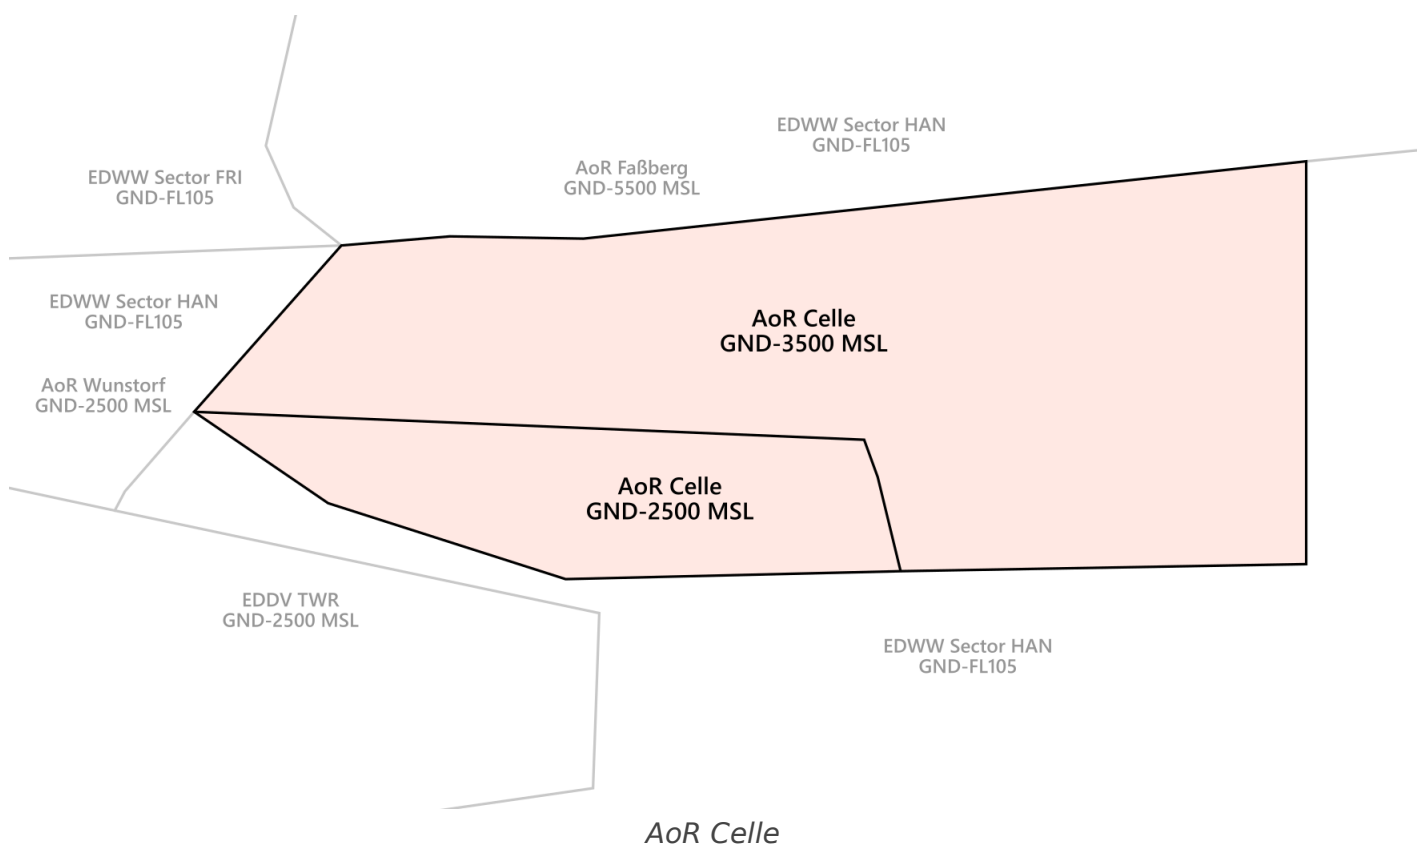 EDWW Sector HAN
GND-FL105
AoR Faßberg
GND-5500 MSL
EDWW Sector FRI
GND-FL105
EDWW Sector HAN
GND-FL105
AoR Celle
GND-3500 MSL
AoR Wunstorf
GND-2500 MSL
AoR Celle
GND-2500 MSL
EDDV TWR
GND-2500 MSL
EDWW Sector HAN
GND-FL105
AoR Celle